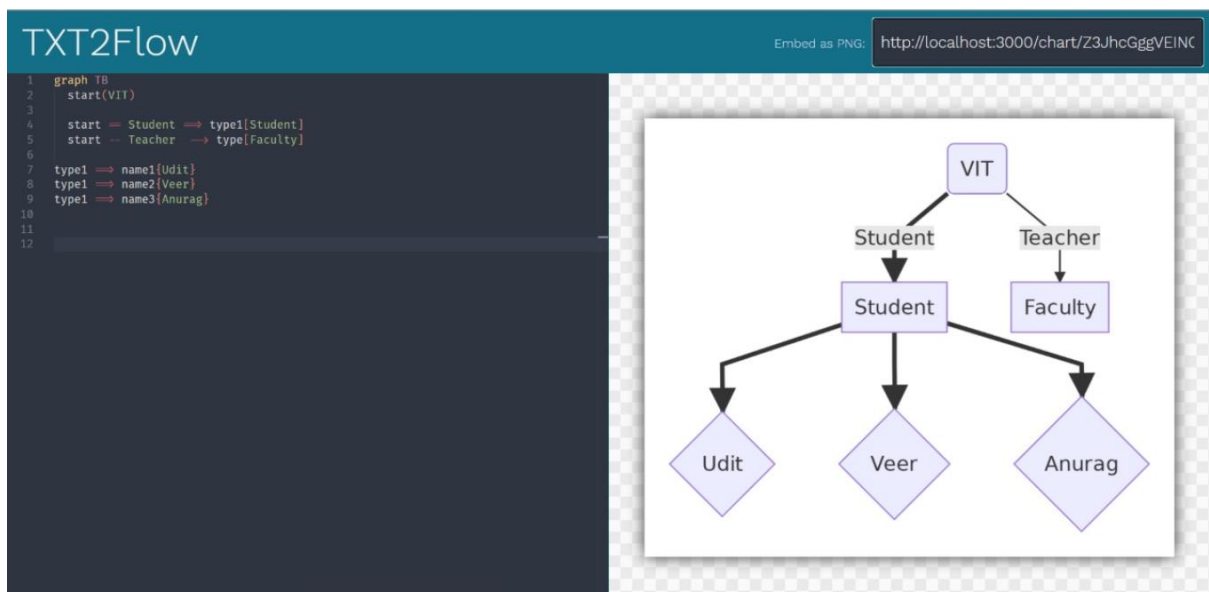 TXT2Flow
Embed as PNG: http://localhost:3000/chart/Z3JhcGggVEINC
1 graph TB
2 start(VIT)
3
4 start == Student ==> type1[Student]
5 start -- Teacher --> type[Faculty]
6
7 type1 ==> name1{Udit}
8 type1 ==> name2{Veer}
9 type1 ==> name3{Anurag}
10
11
12
VIT
Student Teacher
Student Faculty
Udit Veer Anurag